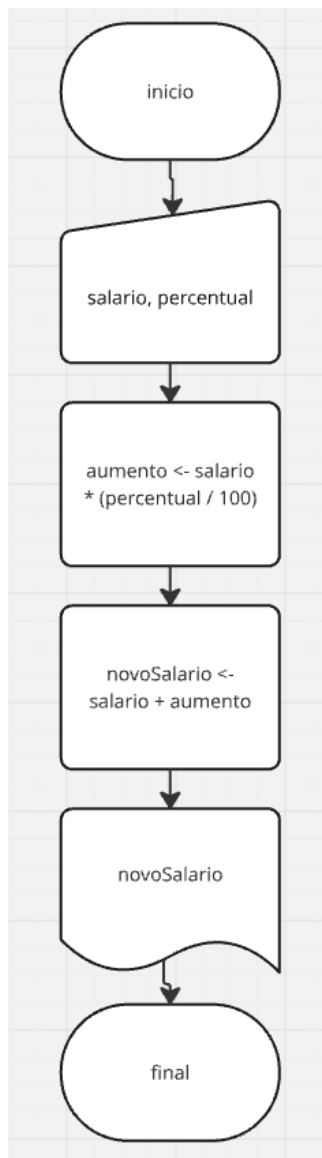 inicio
salario, percentual
aumento <- salario
* (percentual / 100)
novoSalario <-
salario + aumento
novoSalario
final